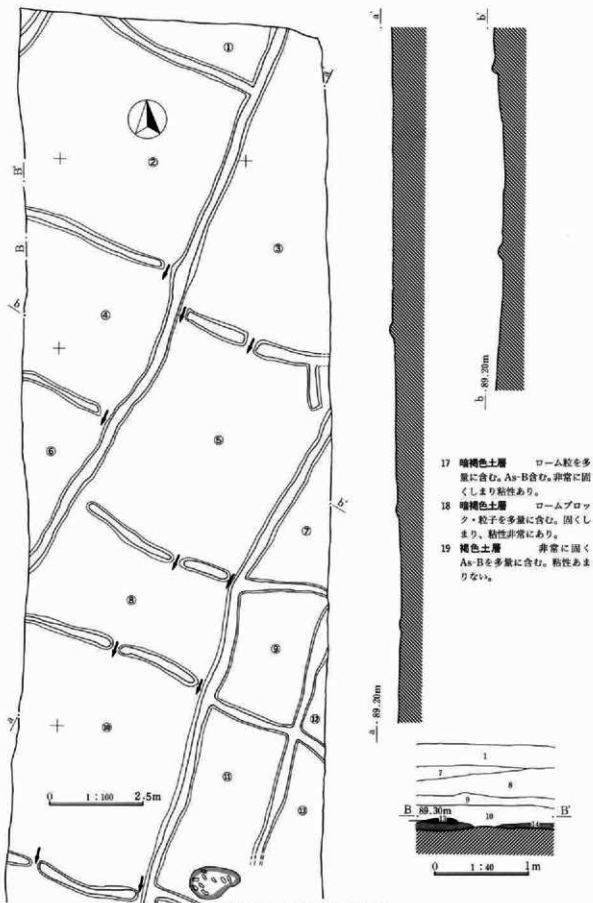 ①
②
③
④
⑤
⑥
⑦
⑧
⑨
⑩
⑪
⑫
⑬
B'
B
b
a
a'
b'
0 1:100 2.5m
a'
b'
a 89.20m
b 89.20m
17 暗褐色土層 ローム粒を多
量に含む。As-B含む。非常に固
くしまり粘性あり。
18 暗褐色土層 ロームブロッ
ク・粒子を多量に含む。固くし
まり、粘性非常にあり。
19 褐色土層 非常に固く
As-Bを多量に含む。粘性あま
りない。
1
7
8
9
B 89.30m
B'
13
10
14
0 1:40 1m